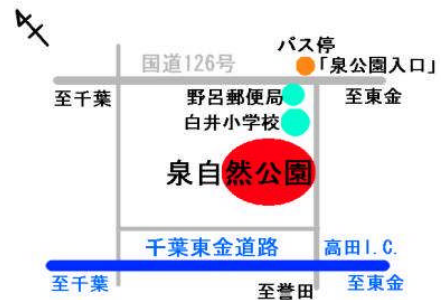 バス停
国道126号
「泉公園入口」
至千葉
野呂郵便局
至東金
白井小学校
泉自然公園
千葉東金道路
高田I.C.
至千葉
至誉田
至東金